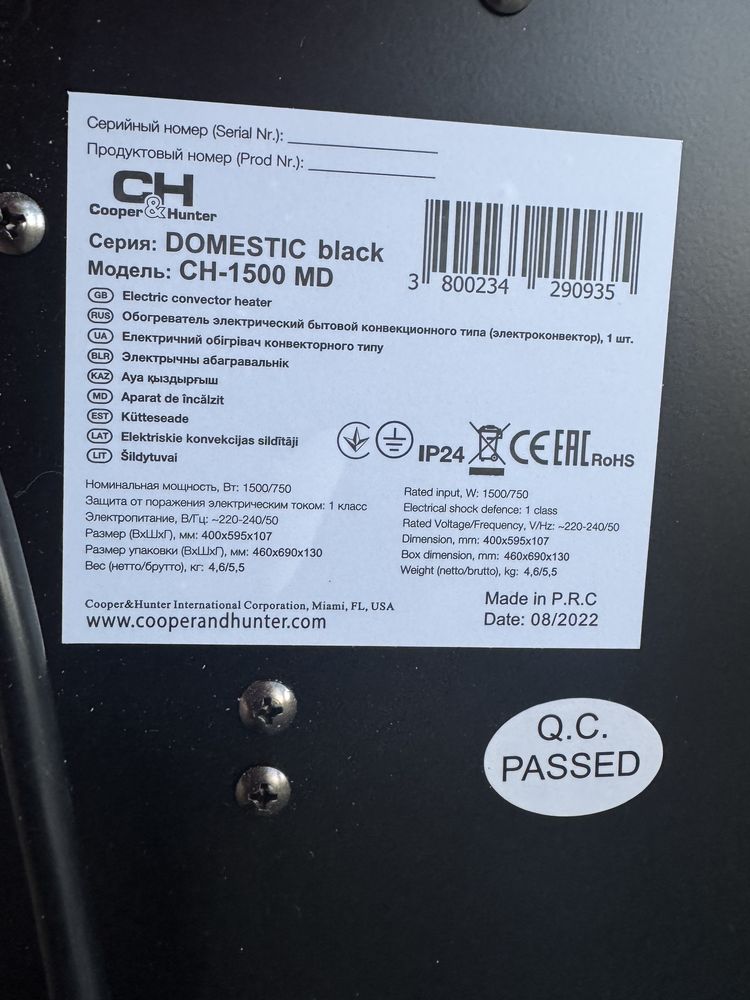 Серийный номер (Serial Nr.):
Продуктовый номер (Prod Nr.):
CH
Cooper&Hunter
Серия: DOMESTIC black
Модель: CH-1500 MD
3 800234 290935
GB Electric convector heater
RUS Обогреватель электрический бытовой конвекционного типа (электроконвектор), 1 шт.
UA Електричний обігрівач конвекторного типу
BLR Электрычны абагравальнік
KAZ Ауа қыздырғыш
MD Aparat de încălzit
EST Kütteseade
LAT Elektriskie konvekcijas sildītāji
LIT Šildytuvai
IP24 CE EAC RoHS
Номинальная мощность, Вт: 1500/750
Защита от поражения электрическим током: 1 класс
Электропитание, В/Гц: ~220-240/50
Размер (ВхШхГ), мм: 400x595x107
Размер упаковки (ВхШхГ), мм: 460x690x130
Вес (нетто/брутто), кг: 4,6/5,5
Rated input, W: 1500/750
Electrical shock defence: 1 class
Rated Voltage/Frequency, V/Hz: ~220-240/50
Dimension, mm: 400x595x107
Box dimension, mm: 460x690x130
Weight (netto/brutto), kg: 4,6/5,5
Cooper&Hunter International Corporation, Miami, FL, USA
www.cooperandhunter.com
Made in P.R.C
Date: 08/2022
Q.C.
PASSED